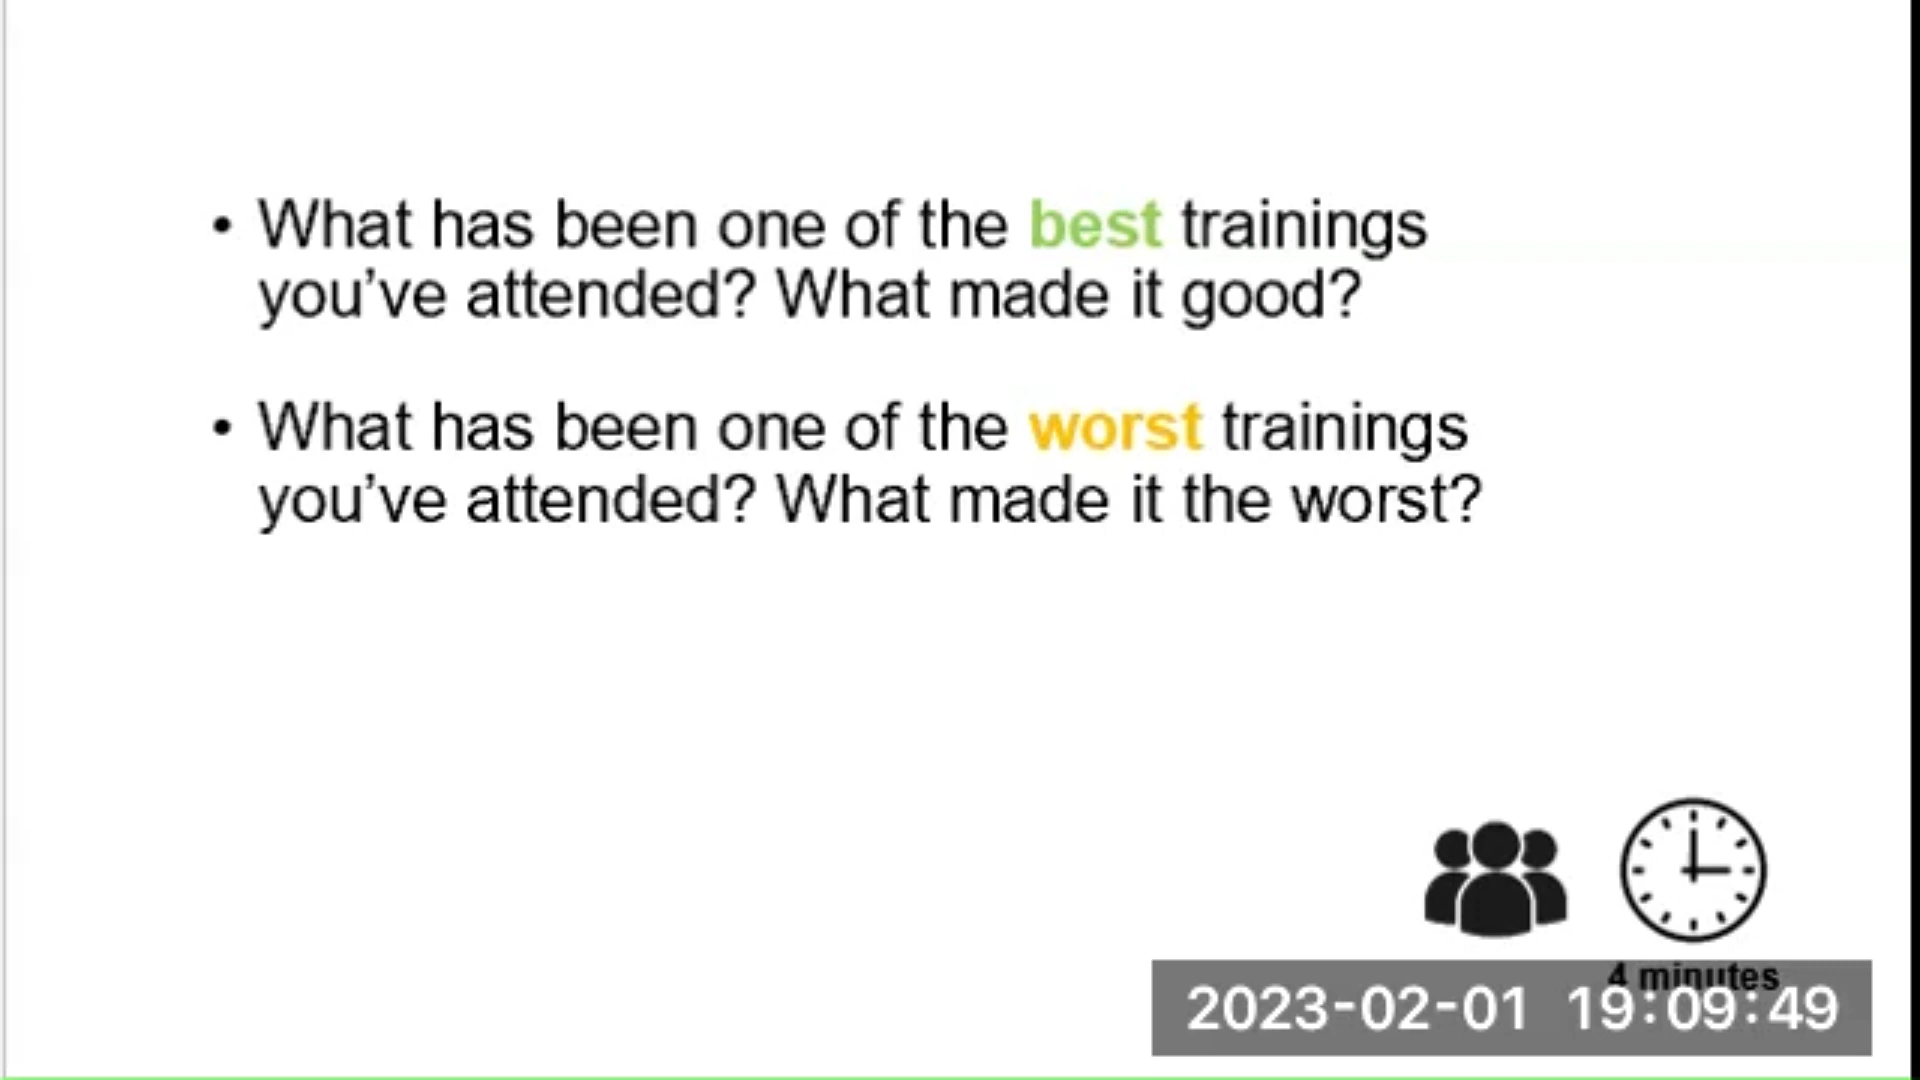 • What has been one of the best trainings
you’ve attended? What made it good?
• What has been one of the worst trainings
you’ve attended? What made it the worst?
4 minutes
2023-02-01 19:09:49